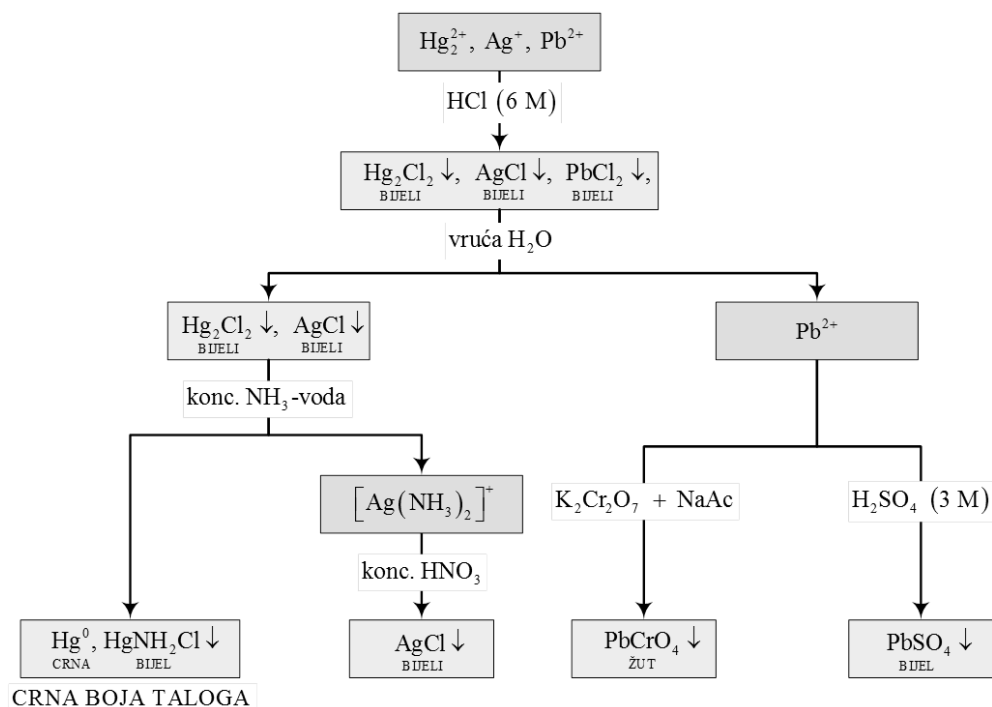 Hg₂²⁺, Ag⁺, Pb²⁺
HCl (6 M)
Hg₂Cl₂ ↓, AgCl ↓, PbCl₂ ↓,
BIJELI BIJELI BIJELI
vruća H₂O
Hg₂Cl₂ ↓, AgCl ↓
BIJELI BIJELI
Pb²⁺
konc. NH₃-voda
[Ag(NH₃)₂]⁺
K₂Cr₂O₇ + NaAc
H₂SO₄ (3 M)
konc. HNO₃
Hg⁰, HgNH₂Cl ↓
CRNA BIJEL
CRNA BOJA TALOGA
AgCl ↓
BIJELI
PbCrO₄ ↓
ŽUT
PbSO₄ ↓
BIJEL